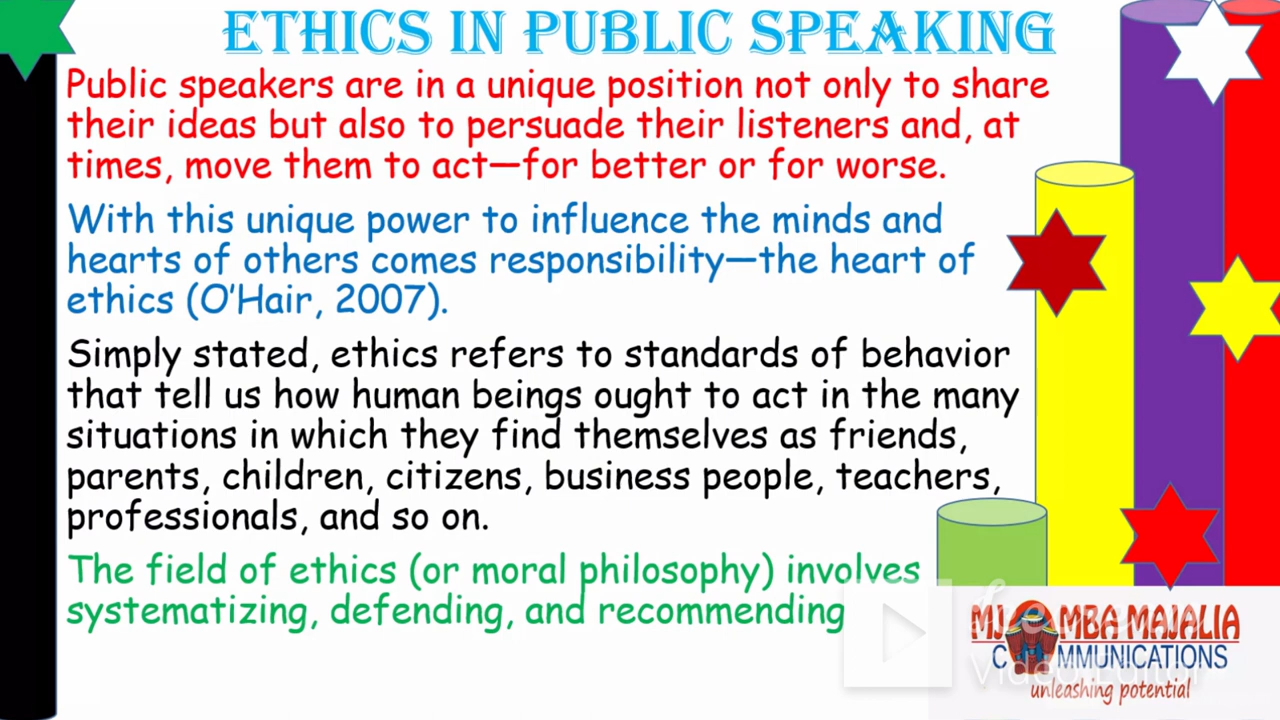 ETHICS IN PUBLIC SPEAKING
Public speakers are in a unique position not only to share
their ideas but also to persuade their listeners and, at
times, move them to act—for better or for worse.
With this unique power to influence the minds and
hearts of others comes responsibility—the heart of
ethics (O'Hair, 2007).
Simply stated, ethics refers to standards of behavior
that tell us how human beings ought to act in the many
situations in which they find themselves as friends,
parents, children, citizens, business people, teachers,
professionals, and so on.
The field of ethics (or moral philosophy) involves
systematizing, defending, and recommending
MJOMBA MAJALIA
COMMUNICATIONS
Video Editor
unleashing potential